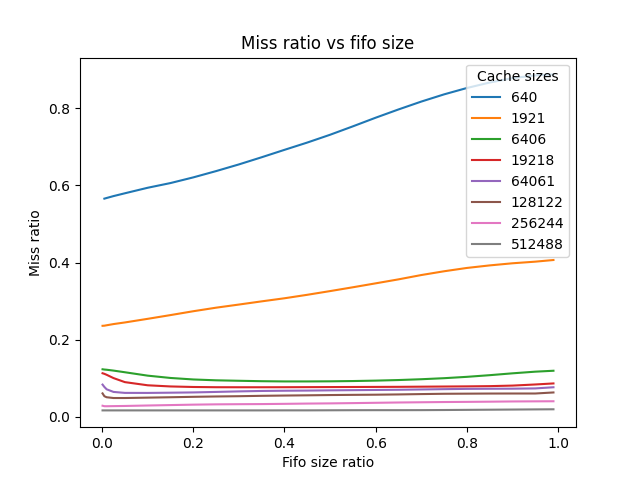 Miss ratio vs fifo size
Cache sizes
640
1921
6406
19218
64061
128122
256244
512488
0.8
0.6
0.4
0.2
0.0
Miss ratio
0.0 0.2 0.4 0.6 0.8 1.0
Fifo size ratio